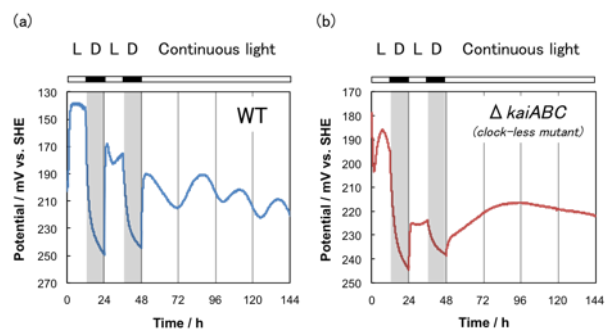 (a)
L D L D Continuous light
WT
130
150
170
190
210
230
250
270
Potential / mV vs. SHE
0 24 48 72 96 120 144
Time / h
(b)
L D L D Continuous light
Δ kaiABC
(clock-less mutant)
170
180
190
200
210
220
230
240
250
Potential / mV vs. SHE
0 24 48 72 96 120 144
Time / h